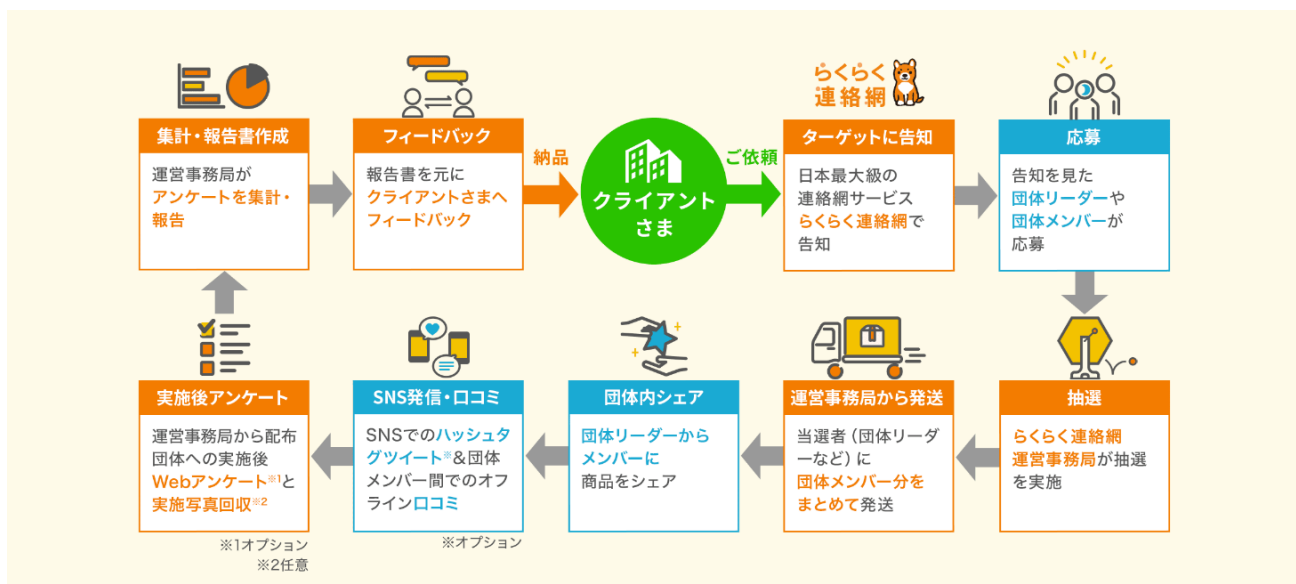 集計・報告書作成
運営事務局が
アンケートを集計・
報告
フィードバック
報告書を元に
クライアントさまへ
フィードバック
納品
クライアント
さま
ご依頼
らくらく
連絡網
ターゲットに告知
日本最大級の
連絡網サービス
らくらく連絡網で
告知
応募
告知を見た
団体リーダーや
団体メンバーが
応募
実施後アンケート
運営事務局から配布
団体への実施後
Webアンケート※1と
実施写真回収※2
※1オプション
※2任意
SNS発信・口コミ
SNSでのハッシュタ
グツイート※&団体
メンバー間でのオフ
ライン口コミ
※オプション
団体内シェア
団体リーダーから
メンバーに
商品をシェア
運営事務局から発送
当選者（団体リーダ
ーなど）に
団体メンバー分を
まとめて発送
抽選
らくらく連絡網
運営事務局が抽選
を実施